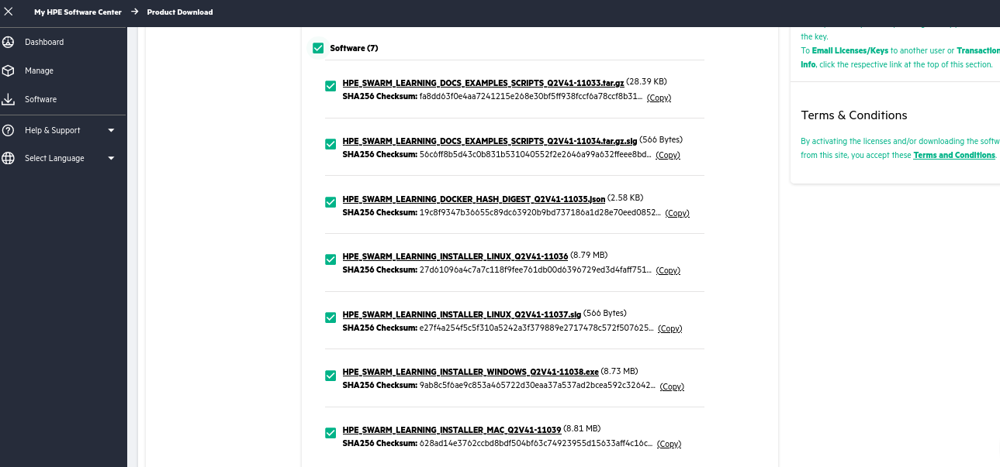 My HPE Software Center → Product Download
Dashboard
Manage
Software
Help & Support
Select Language
Software (7)
HPE_SWARM_LEARNING_DOCS_EXAMPLES_SCRIPTS_Q2V41-11033.tar.gz (28.39 KB)
SHA256 Checksum: fa8dd63f0e4aa7241215e268e30bf5ff938fccf6a78ccf8b31... (Copy)
HPE_SWARM_LEARNING_DOCS_EXAMPLES_SCRIPTS_Q2V41-11034.tar.gz.sig (566 Bytes)
SHA256 Checksum: 56c6ff8b5d43c0b831b531040552f2e2646a99a632ffeee8bd... (Copy)
HPE_SWARM_LEARNING_DOCKER_HASH_DIGEST_Q2V41-11035.json (2.58 KB)
SHA256 Checksum: 19c8f9347b36655c89dc63920b9bd737186a1d28e70eed0852... (Copy)
HPE_SWARM_LEARNING_INSTALLER_LINUX_Q2V41-11036 (8.79 MB)
SHA256 Checksum: 27d61096a4c7a7c118f9fee761db00d6396729ed3d4faff751... (Copy)
HPE_SWARM_LEARNING_INSTALLER_LINUX_Q2V41-11037.sig (566 Bytes)
SHA256 Checksum: e27f4a254f5c5f310a5242a3f379889e2717478c572f507625... (Copy)
HPE_SWARM_LEARNING_INSTALLER_WINDOWS_Q2V41-11038.exe (8.73 MB)
SHA256 Checksum: 9ab8c5f6ae9c853a465722d30eaa37a537ad2bcea592c32642... (Copy)
HPE_SWARM_LEARNING_INSTALLER_MAC_Q2V41-11039 (8.81 MB)
SHA256 Checksum: 628ad14e3762ccbd8bdf504bf63c74923955d15633aff4c16c... (Copy)
the key.
To Email Licenses/Keys to another user or Transaction
Info, click the respective link at the top of this section.
Terms & Conditions
By activating the licenses and/or downloading the softw
from this site, you accept these Terms and Conditions.